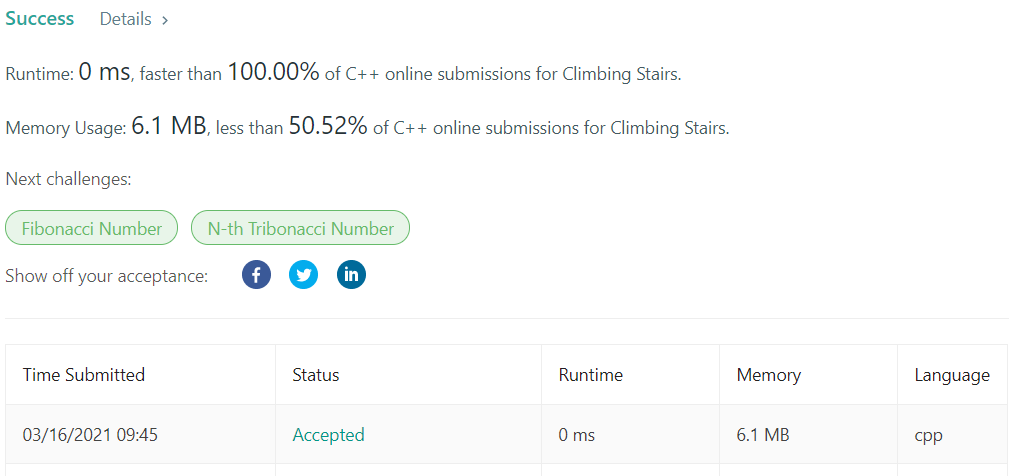 Success Details >
Runtime: 0 ms, faster than 100.00% of C++ online submissions for Climbing Stairs.
Memory Usage: 6.1 MB, less than 50.52% of C++ online submissions for Climbing Stairs.
Next challenges:
Fibonacci Number N-th Tribonacci Number
Show off your acceptance: f in
Time Submitted Status Runtime Memory Language
03/16/2021 09:45 Accepted 0 ms 6.1 MB cpp